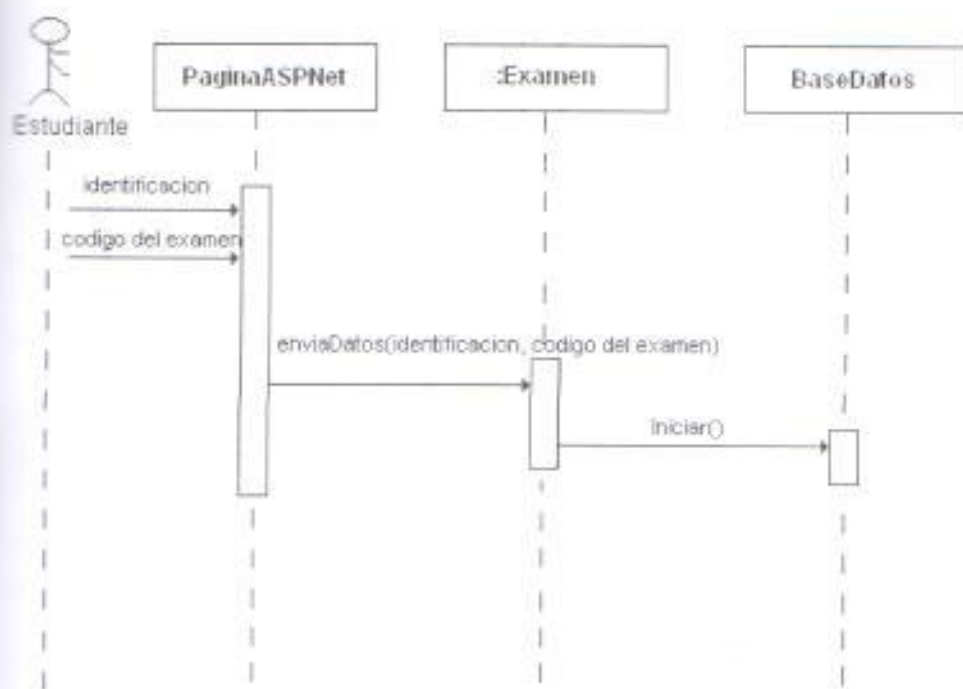 PaginaASPNet
:Examen
BaseDatos
Estudiante
identificacion
codigo del examen
enviaDatos(identificacion, codigo del examen)
Iniciar()